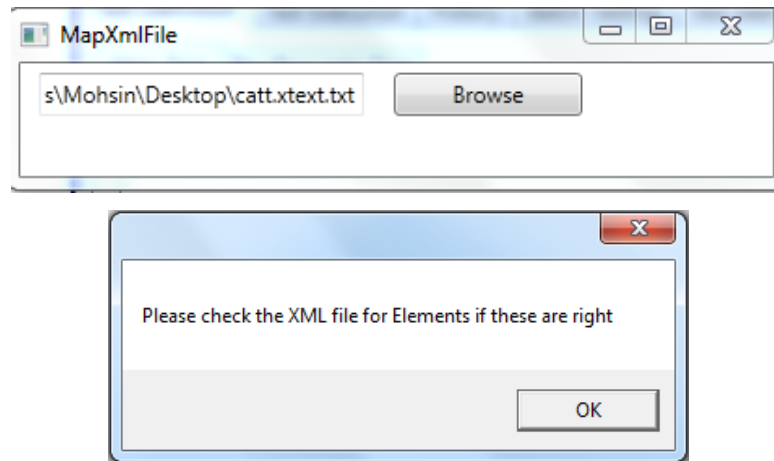 MapXmlFile
s\Mohsin\Desktop\catt.xtext.txt
Browse
Please check the XML file for Elements if these are right
OK